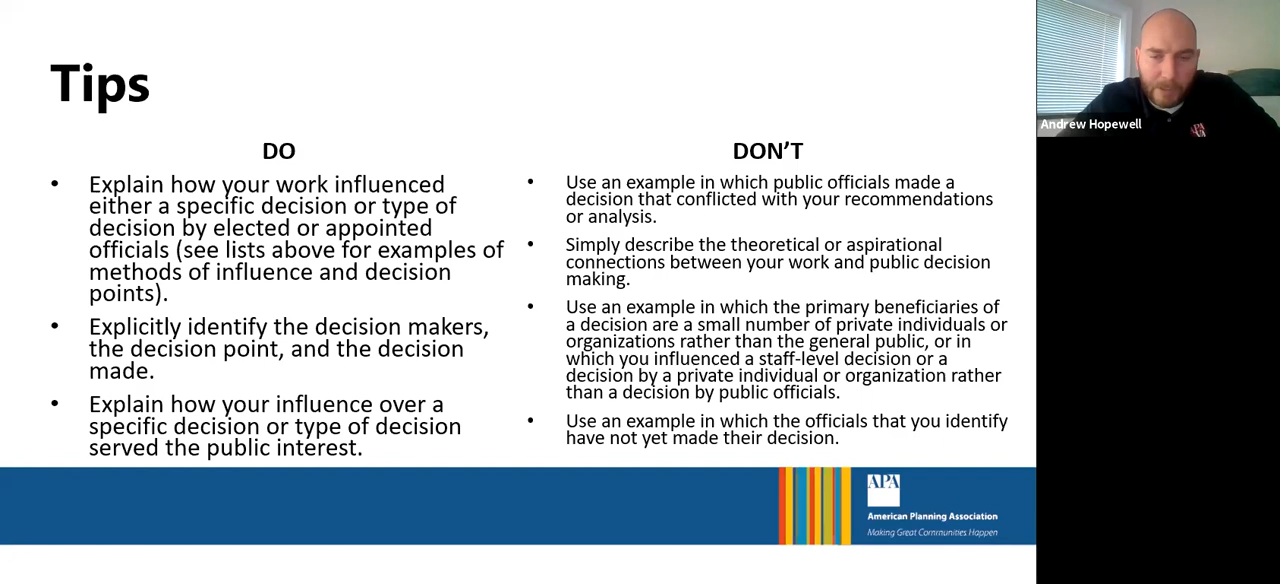 Tips
DO
• Explain how your work influenced
either a specific decision or type of
decision by elected or appointed
officials (see lists above for examples of
methods of influence and decision
points).
• Explicitly identify the decision makers,
the decision point, and the decision
made.
• Explain how your influence over a
specific decision or type of decision
served the public interest.
DON'T
• Use an example in which public officials made a
decision that conflicted with your recommendations
or analysis.
• Simply describe the theoretical or aspirational
connections between your work and public decision
making.
• Use an example in which the primary beneficiaries of
a decision are a small number of private individuals or
organizations rather than the general public, or in
which you influenced a staff-level decision or a
decision by a private individual or organization rather
than a decision by public officials.
• Use an example in which the officials that you identify
have not yet made their decision.
APA
American Planning Association
Making Great Communities Happen
Andrew Hopewell